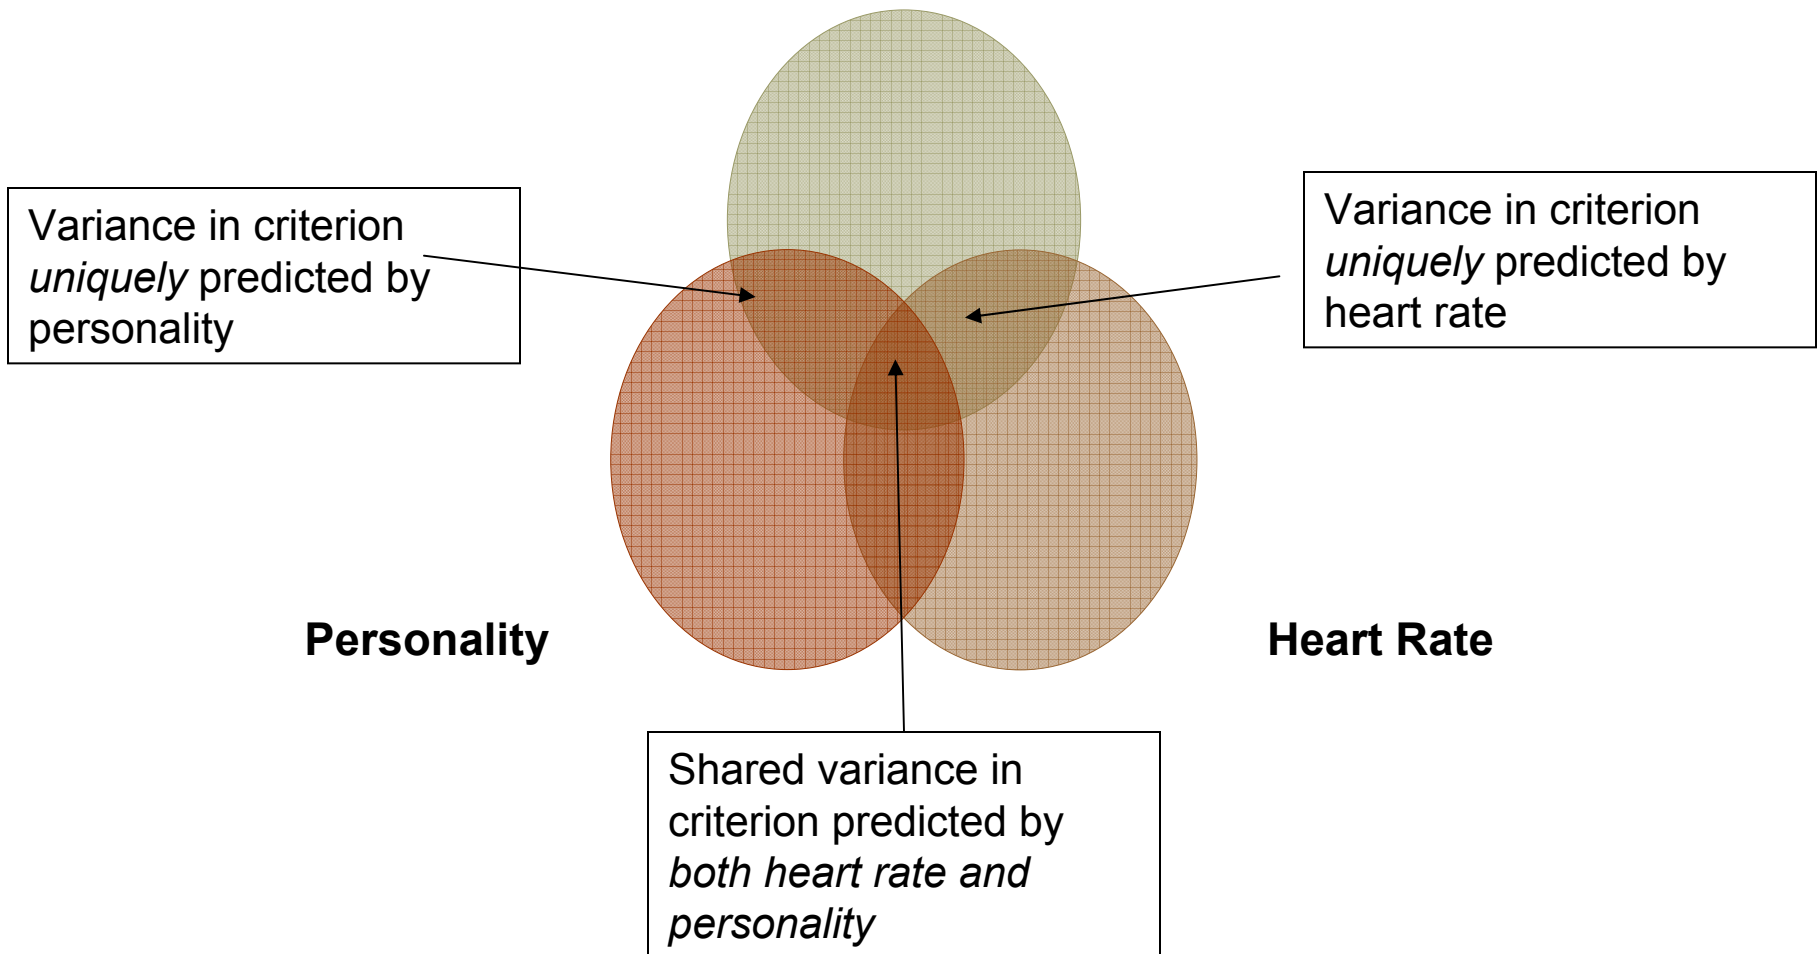 Variance in criterion
uniquely predicted by
personality
Variance in criterion
uniquely predicted by
heart rate
Personality
Heart Rate
Shared variance in
criterion predicted by
both heart rate and
personality